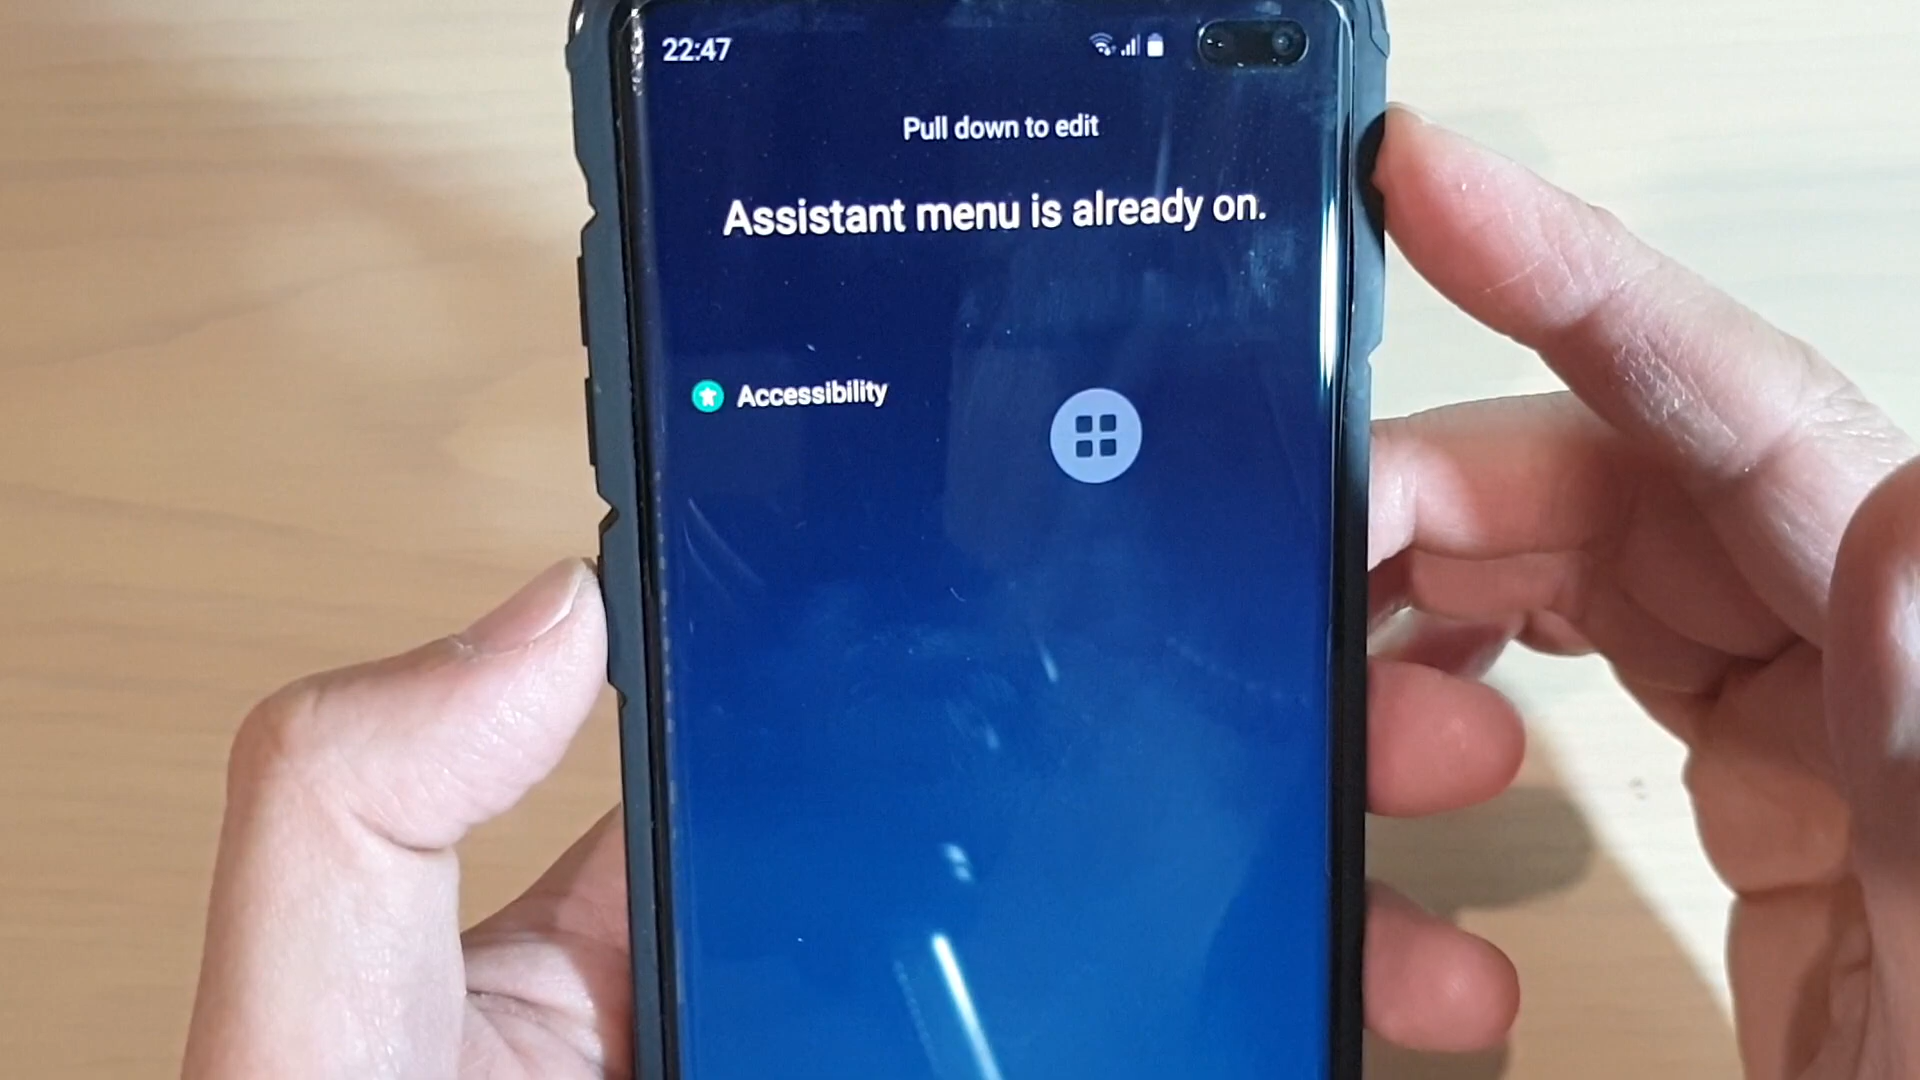 22:47
Pull down to edit
Assistant menu is already on.
Accessibility